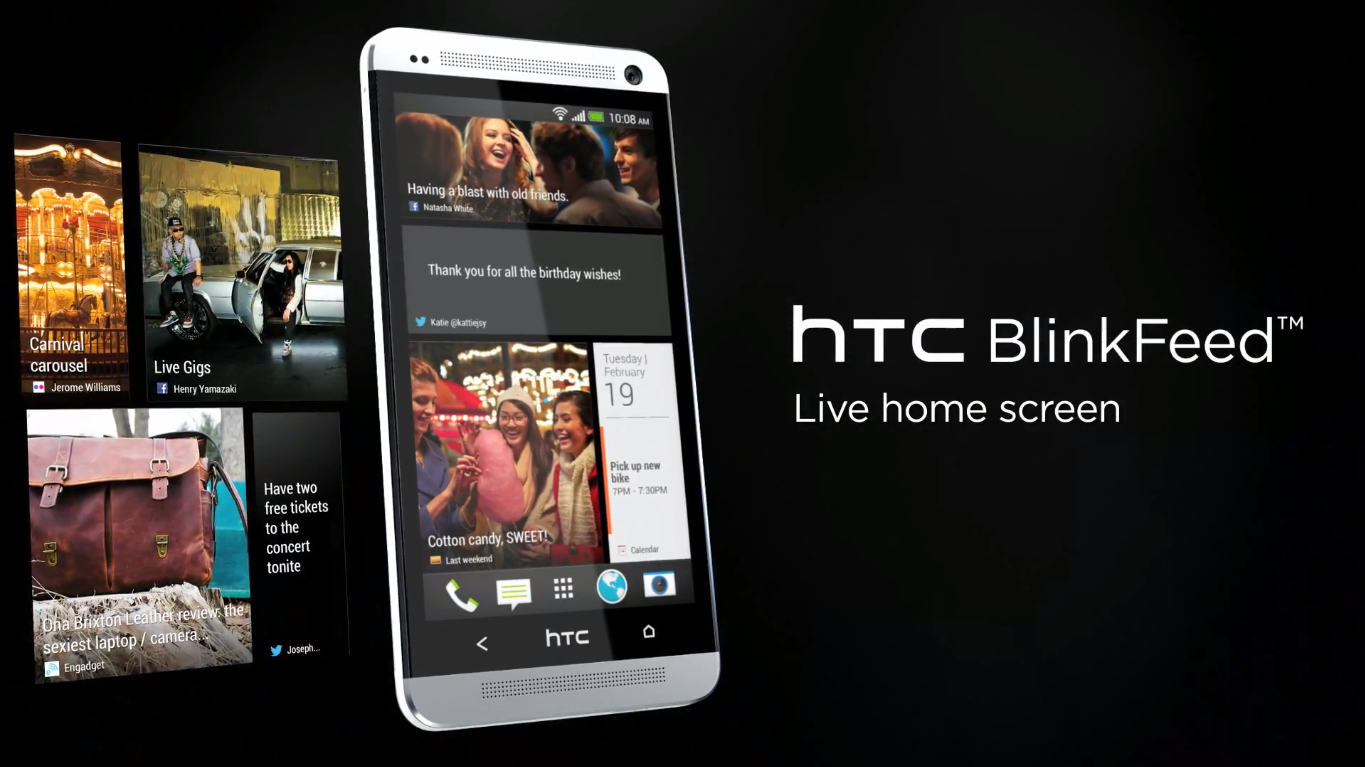 Carnival
carousel
Jerome Williams
Live Gigs
Henry Yamazaki
Ona Brixton Leather review: the
sexiest laptop / camera...
Engadget
Have two
free tickets
to the
concert
tonite
Joseph...
10:08 AM
Having a blast with old friends.
Natasha White
Thank you for all the birthday wishes!
Katie @kattiejsy
Cotton candy, SWEET!
Last weekend
Tuesday |
February
19
Pick up new
bike
7PM - 7:30PM
Calendar
hTC
hTC BlinkFeed™
Live home screen